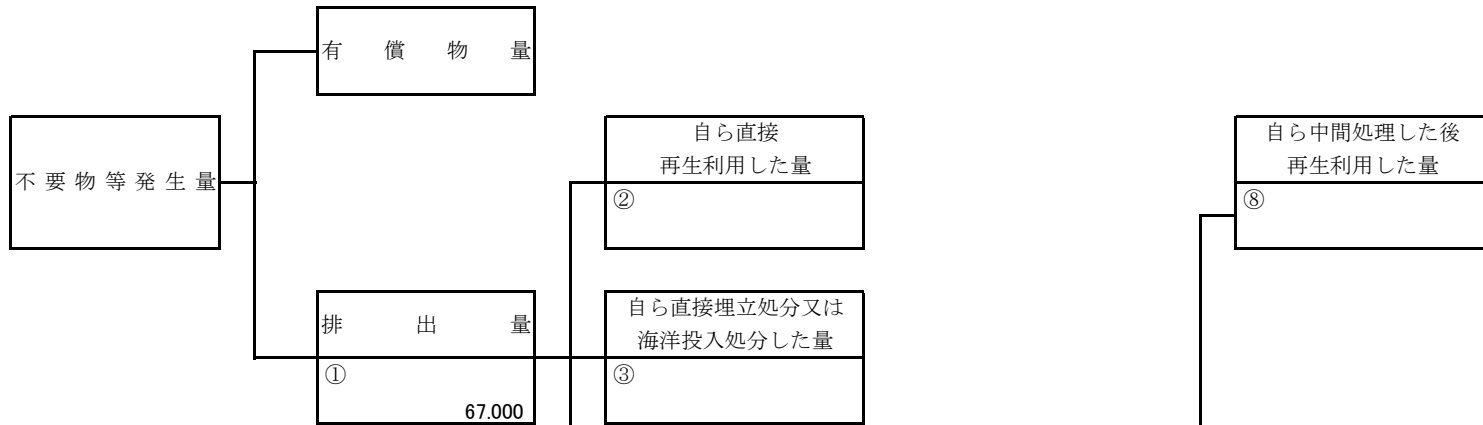 有償物量
自ら直接
再生利用した量
②
自ら中間処理した後
再生利用した量
⑧
不要物等発生量
排出量
①
67.000
自ら直接埋立処分又は
海洋投入処分した量
③